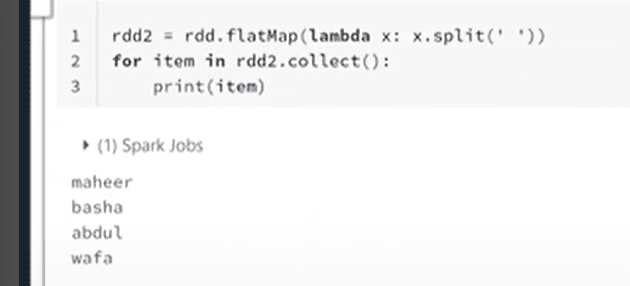 1 rdd2 = rdd.flatMap(lambda x: x.split(' '))
2 for item in rdd2.collect():
3     print(item)
(1) Spark Jobs
maheer
basha
abdul
wafa